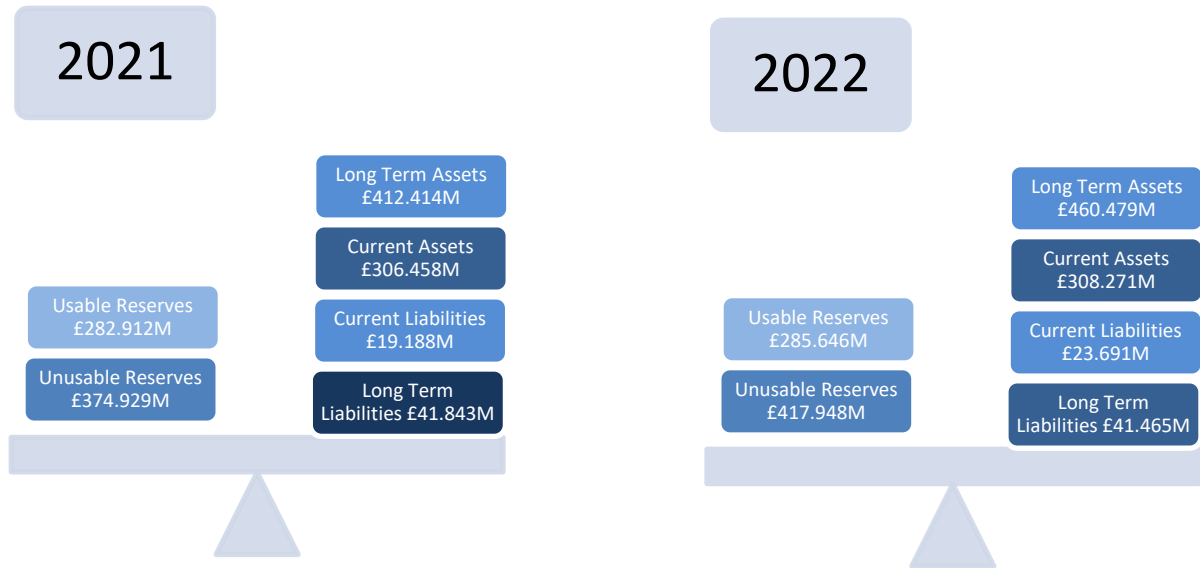 2021
Long Term Assets
£412.414M
Current Assets
£306.458M
Usable Reserves
£282.912M
Current Liabilities
£19.188M
Unusable Reserves
£374.929M
Long Term
Liabilities £41.843M
2022
Long Term Assets
£460.479M
Current Assets
£308.271M
Usable Reserves
£285.646M
Current Liabilities
£23.691M
Unusable Reserves
£417.948M
Long Term
Liabilities £41.465M